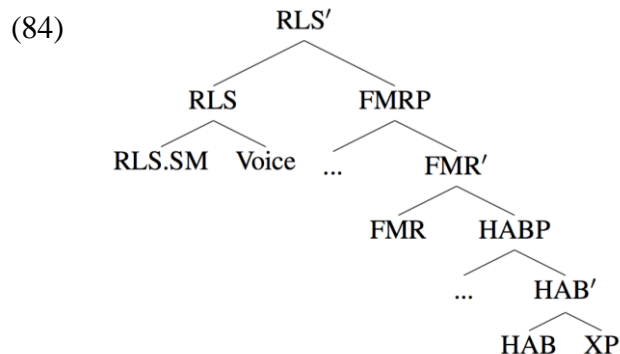 (84)
RLS′
RLS FMRP
RLS.SM Voice ... FMR′
FMR HABP
... HAB′
HAB XP